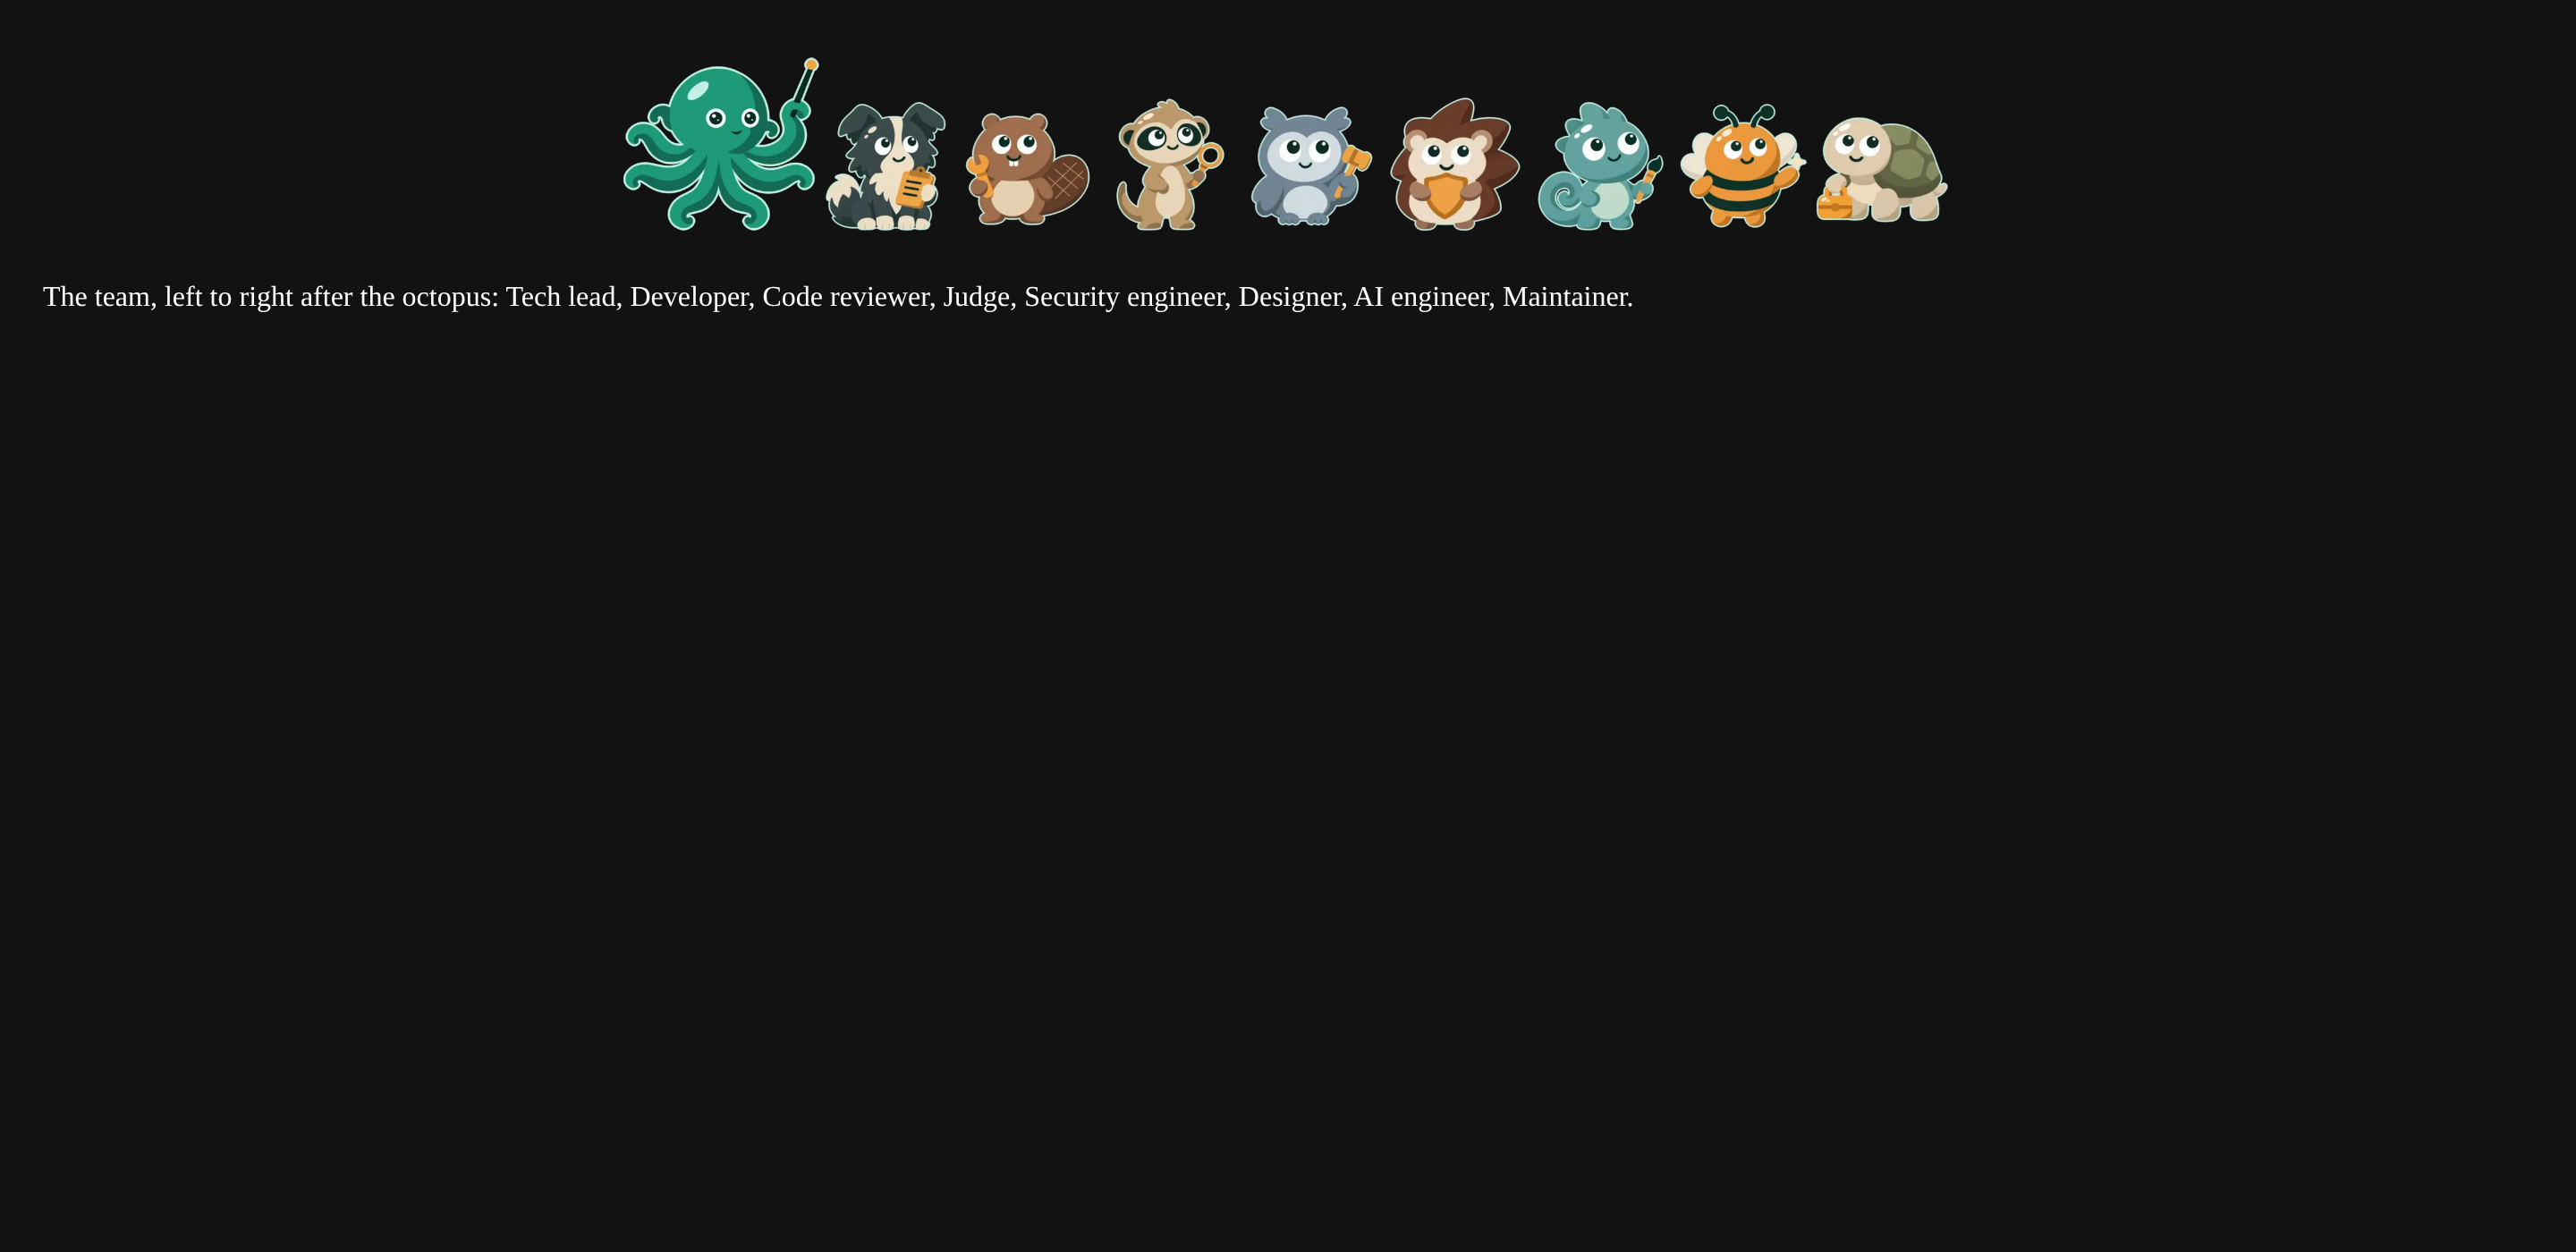 The team, left to right after the octopus: Tech lead, Developer, Code reviewer, Judge, Security engineer, Designer, AI engineer, Maintainer.